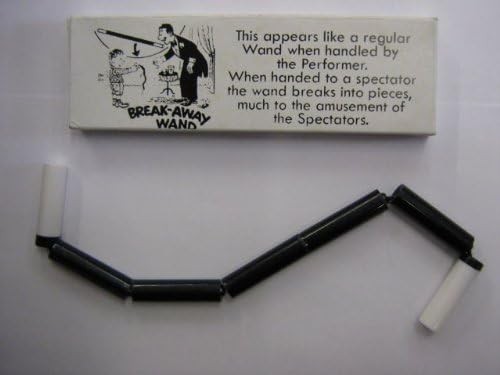 This appears like a regular
Wand when handled by
the Performer.
When handed to a spectator
the wand breaks into pieces,
much to the amusement of
the Spectators.
BREAK-AWAY
WAND